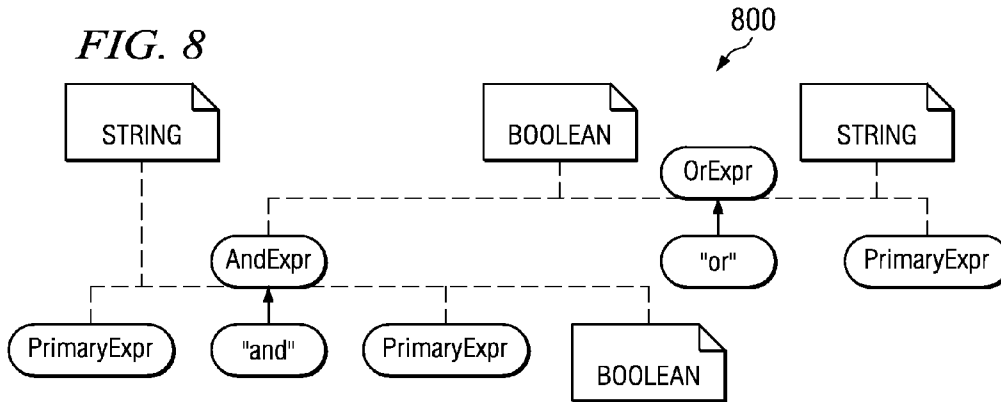 800
FIG. 8
STRING
BOOLEAN
STRING
OrExpr
AndExpr
"or"
PrimaryExpr
PrimaryExpr
"and"
PrimaryExpr
BOOLEAN